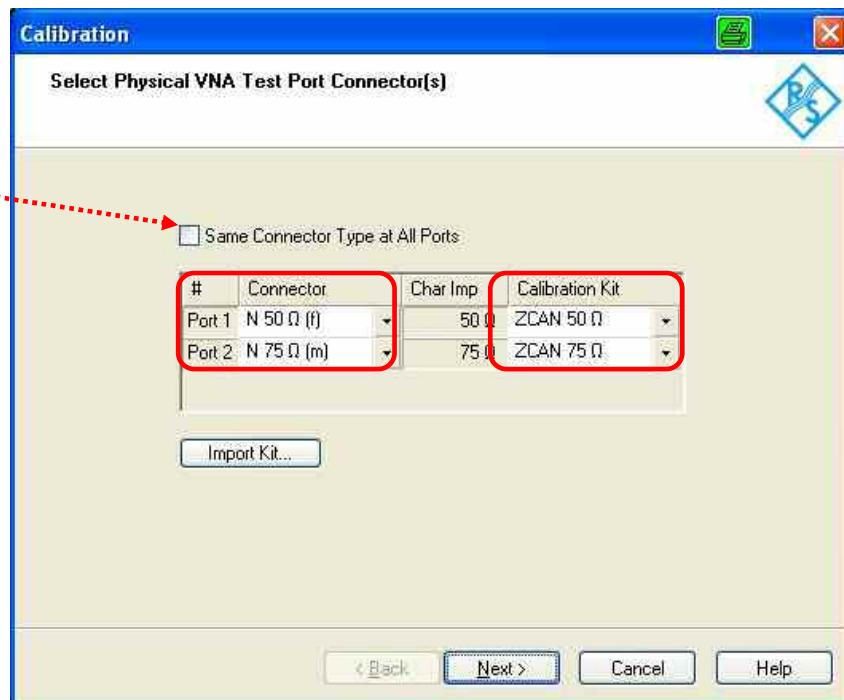 Calibration
Select Physical VNA Test Port Connector(s)
R S
Same Connector Type at All Ports
# Connector Char Imp Calibration Kit
Port 1 N 50 Ω (f) 50 Ω ZCAN 50 Ω
Port 2 N 75 Ω (m) 75 Ω ZCAN 75 Ω
Import Kit...
< Back Next > Cancel Help